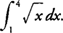 ∫₁⁴ √x dx.